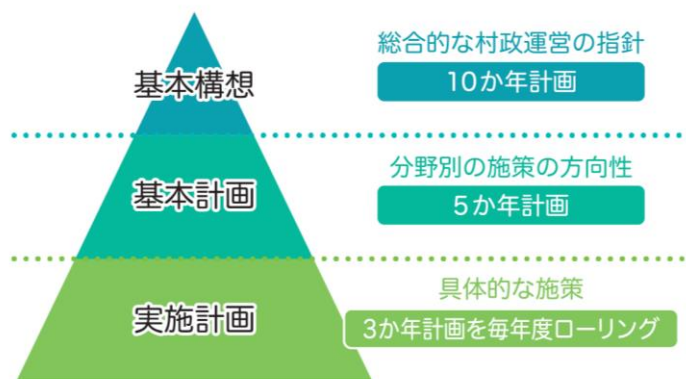 基本構想
総合的な村政運営の指針
10か年計画
基本計画
分野別の施策の方向性
5か年計画
実施計画
具体的な施策
3か年計画を毎年度ローリング